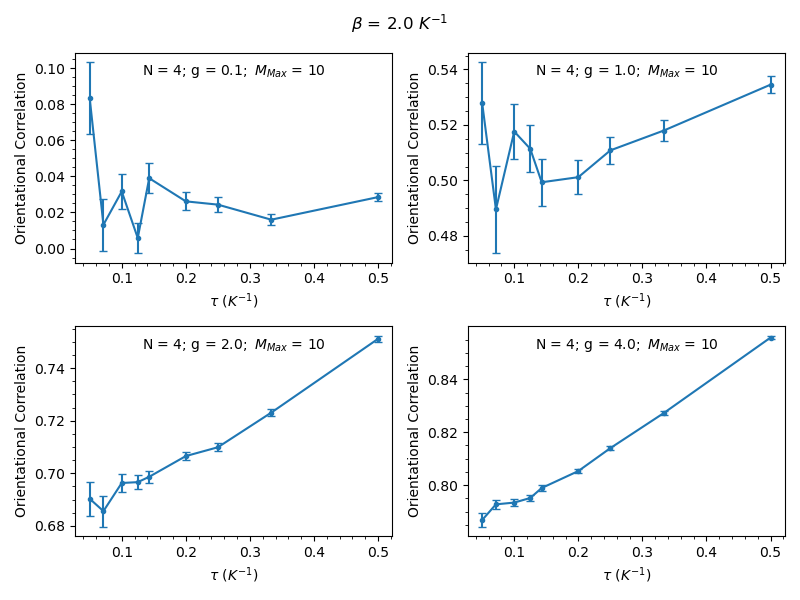 β = 2.0 K⁻¹
N = 4; g = 0.1; M_Max = 10
Orientational Correlation
0.10
0.08
0.06
0.04
0.02
0.00
0.1 0.2 0.3 0.4 0.5
τ (K⁻¹)
N = 4; g = 1.0; M_Max = 10
Orientational Correlation
0.54
0.52
0.50
0.48
0.1 0.2 0.3 0.4 0.5
τ (K⁻¹)
N = 4; g = 2.0; M_Max = 10
Orientational Correlation
0.74
0.72
0.70
0.68
0.1 0.2 0.3 0.4 0.5
τ (K⁻¹)
N = 4; g = 4.0; M_Max = 10
Orientational Correlation
0.84
0.82
0.80
0.1 0.2 0.3 0.4 0.5
τ (K⁻¹)